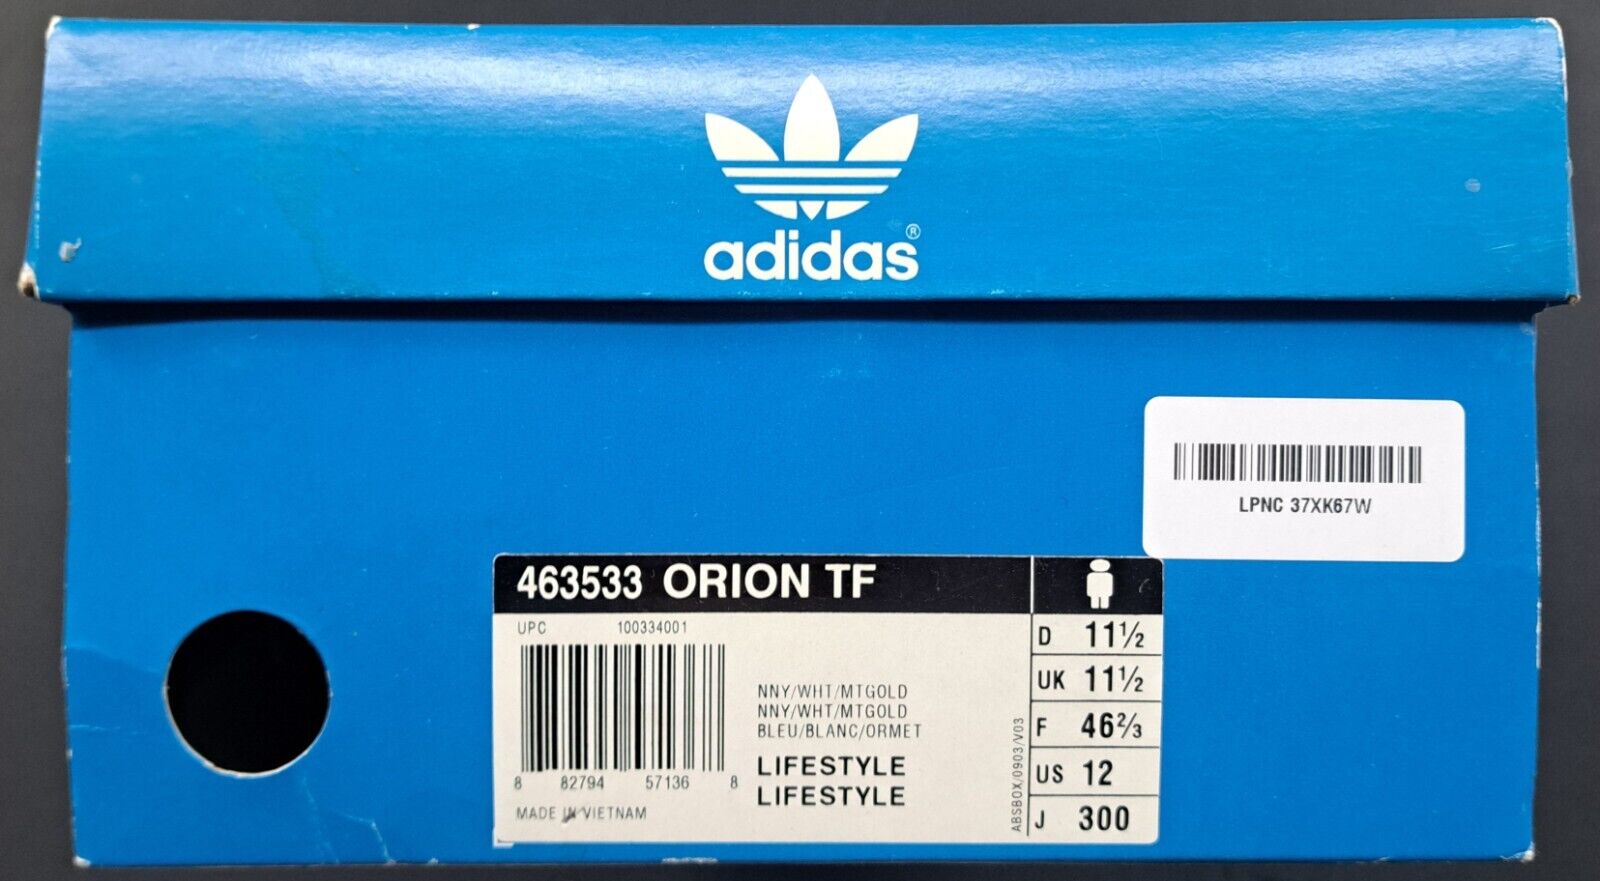 adidas®
LPNC 37XK67W
463533 ORION TF
UPC 100334001
8 82794 57136 8
MADE IN VIETNAM
NNY/WHT/MTGOLD
NNY/WHT/MTGOLD
BLEU/BLANC/ORMET
LIFESTYLE
LIFESTYLE
ABSBOX/0903/V03
D 11½
UK 11½
F 46⅔
US 12
J 300